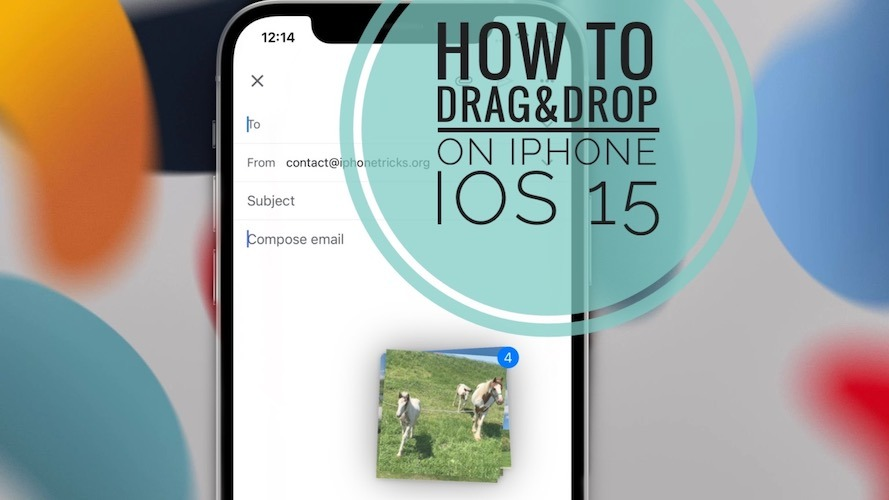 12:14
HOW TO
DRAG&DROP
ON IPHONE
IOS 15
To
From contact@iphonetricks.org
Subject
Compose email
4